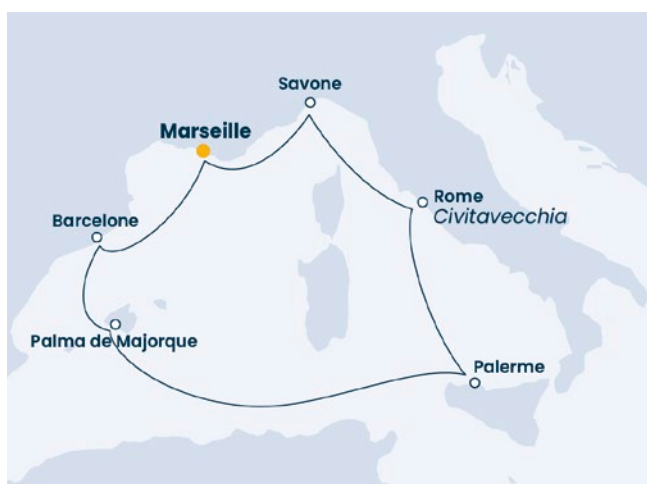 Savone
Marseille
Rome
Civitavecchia
Barcelone
Palma de Majorque
Palerme